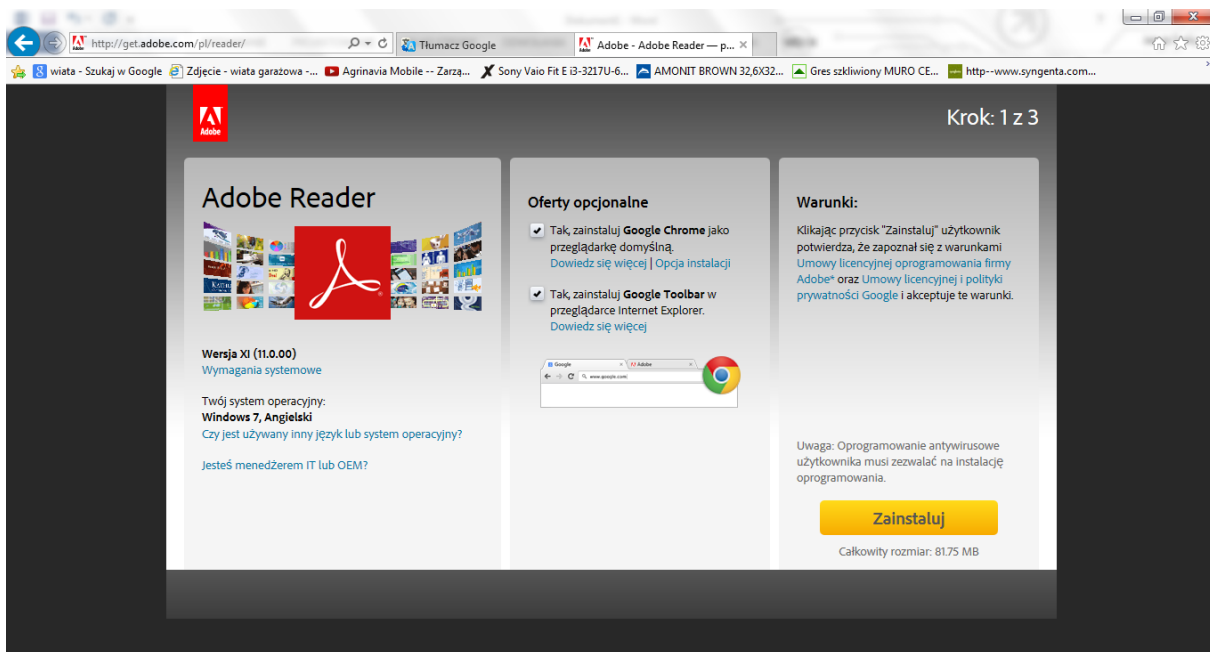 http://get.adobe.com/pl/reader/
Tłumacz Google
Adobe - Adobe Reader — p...
wiata - Szukaj w Google
Zdjęcie - wiata garażowa -...
Agrinavia Mobile -- Zarzą...
Sony Vaio Fit E i3-3217U-6...
AMONIT BROWN 32,6X32...
Gres szkliwiony MURO CE...
http--www.syngenta.com...
Adobe
Krok: 1 z 3
Adobe Reader
Wersja XI (11.0.00)
Wymagania systemowe
Twój system operacyjny:
Windows 7, Angielski
Czy jest używany inny język lub system operacyjny?
Jesteś menedżerem IT lub OEM?
Oferty opcjonalne
Tak, zainstaluj Google Chrome jako
przeglądarkę domyślną.
Dowiedz się więcej | Opcja instalacji
Tak, zainstaluj Google Toolbar w
przeglądarce Internet Explorer.
Dowiedz się więcej
Google
Adobe
www.google.com/
Warunki:
Klikając przycisk "Zainstaluj" użytkownik
potwierdza, że zapoznał się z warunkami
Umowy licencyjnej oprogramowania firmy
Adobe* oraz Umowy licencyjnej i polityki
prywatności Google i akceptuje te warunki.
Uwaga: Oprogramowanie antywirusowe
użytkownika musi zezwalać na instalację
oprogramowania.
Zainstaluj
Całkowity rozmiar: 81.75 MB